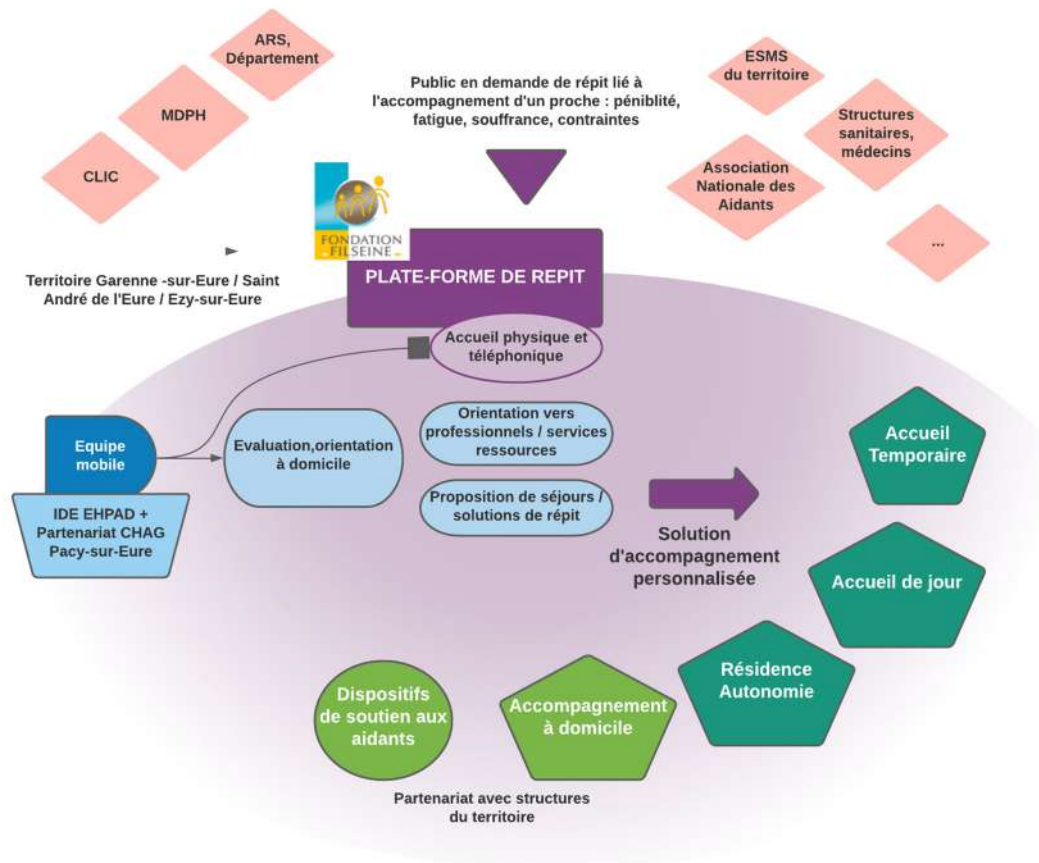 ARS,
Département
MDPH
CLIC
Public en demande de répit lié à
l'accompagnement d'un proche : péniblité,
fatigue, souffrance, contraintes
ESMS
du territoire
Structures
sanitaires,
médecins
Association
Nationale des
Aidants
...
FONDATION
FILSEINE
Territoire Garenne -sur-Eure / Saint
André de l'Eure / Ezy-sur-Eure
PLATE-FORME DE REPIT
Accueil physique et
téléphonique
Equipe
mobile
IDE EHPAD +
Partenariat CHAG
Pacy-sur-Eure
Evaluation,orientation
à domicile
Orientation vers
professionnels / services
ressources
Proposition de séjours /
solutions de répit
Solution
d'accompagnement
personnalisée
Accueil
Temporaire
Accueil de jour
Résidence
Autonomie
Accompagnement
à domicile
Dispositifs
de soutien aux
aidants
Partenariat avec structures
du territoire